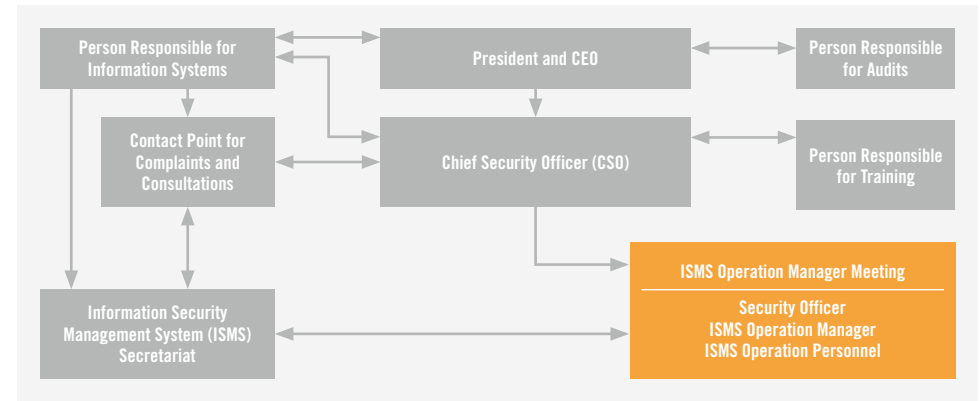 Person Responsible for
Information Systems
President and CEO
Person Responsible
for Audits
Contact Point for
Complaints and
Consultations
Chief Security Officer (CSO)
Person Responsible
for Training
ISMS Operation Manager Meeting
Security Officer
ISMS Operation Manager
ISMS Operation Personnel
Information Security
Management System (ISMS)
Secretariat